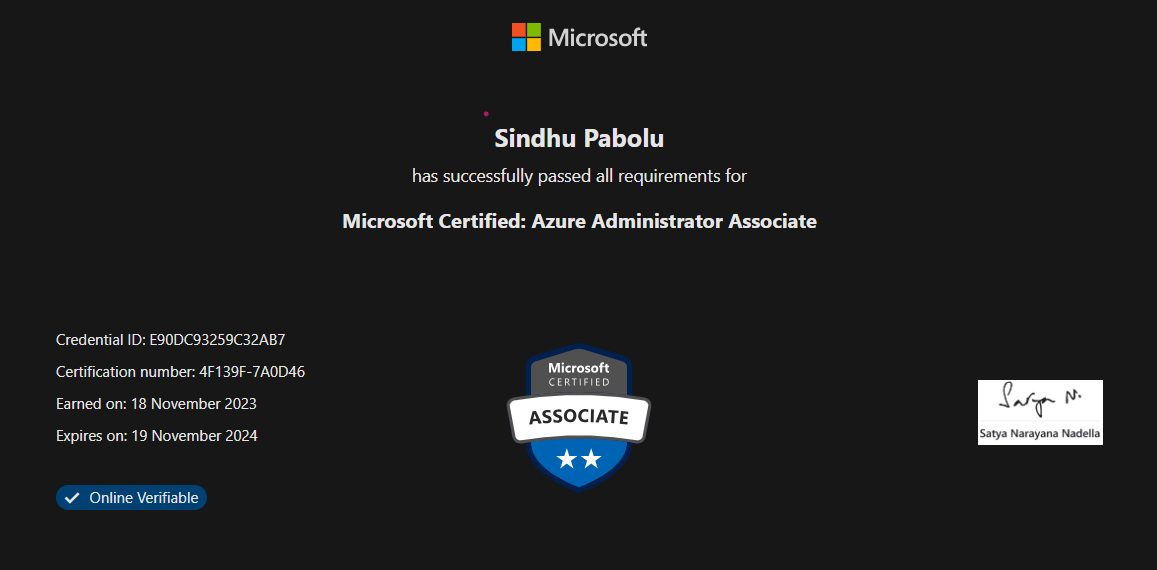 Microsoft
Sindhu Pabolu
has successfully passed all requirements for
Microsoft Certified: Azure Administrator Associate
Credential ID: E90DC93259C32AB7
Certification number: 4F139F-7A0D46
Earned on: 18 November 2023
Expires on: 19 November 2024
Online Verifiable
Microsoft
CERTIFIED
ASSOCIATE
Satya N.
Satya Narayana Nadella